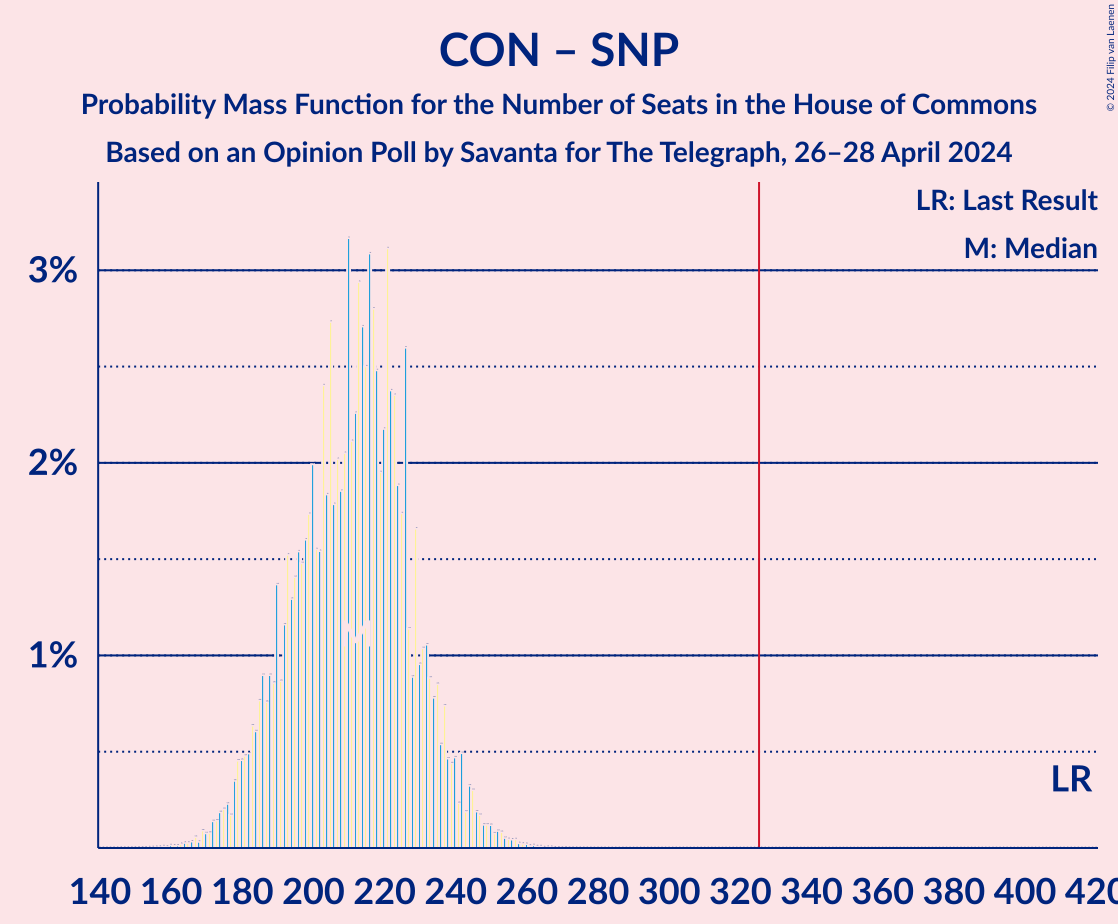 CON – SNP
Probability Mass Function for the Number of Seats in the House of Commons
Based on an Opinion Poll by Savanta for The Telegraph, 26–28 April 2024
© 2024 Filip van Laenen
LR: Last Result
M: Median
3%
2%
1%
LR
140 160 180 200 220 240 260 280 300 320 340 360 380 400 420